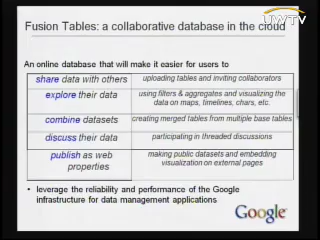 UWTV
Fusion Tables: a collaborative database in the cloud
An online database that will make it easier for users to
share data with others
uploading tables and inviting collaborators
explore their data
using filters & aggregates and visualizing the
data on maps, timelines, chars, etc.
combine datasets
creating merged tables from multiple base tables
discuss their data
participating in threaded discussions
publish as web
properties
making public datasets and embedding
visualization on external pages
• leverage the reliability and performance of the Google
infrastructure for data management applications
Google